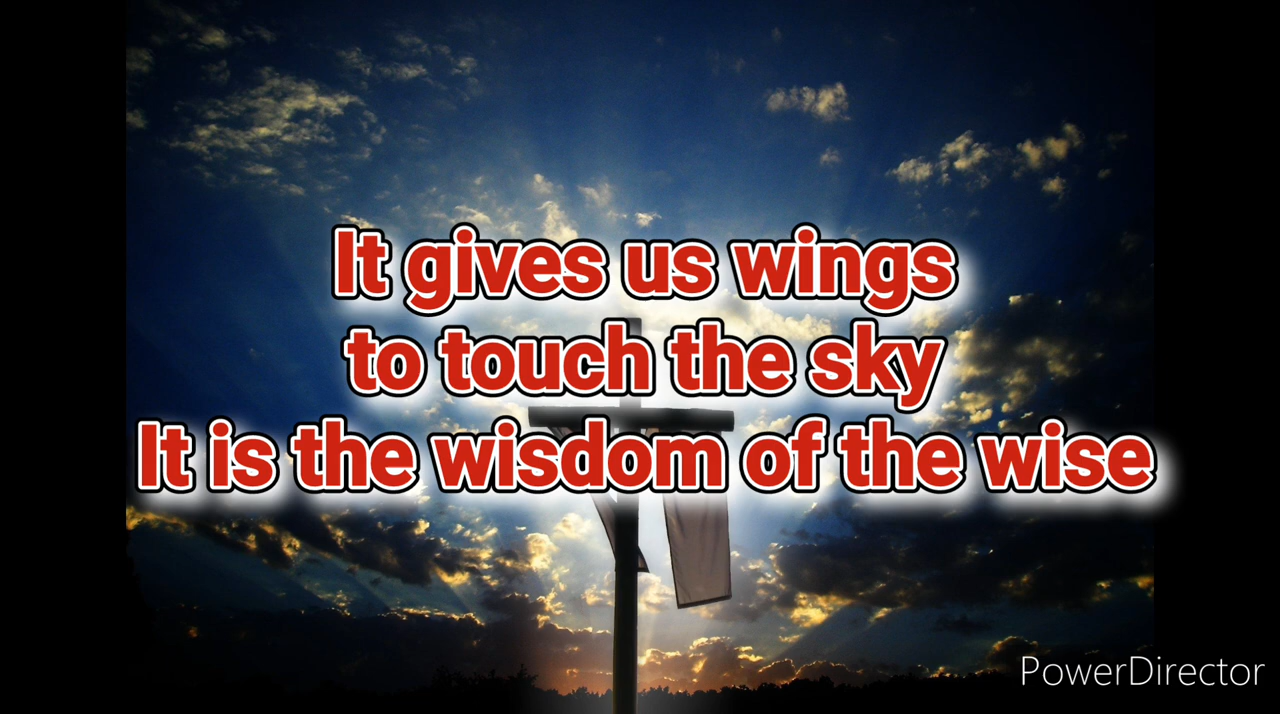 It gives us wings
to touch the sky
It is the wisdom of the wise
PowerDirector